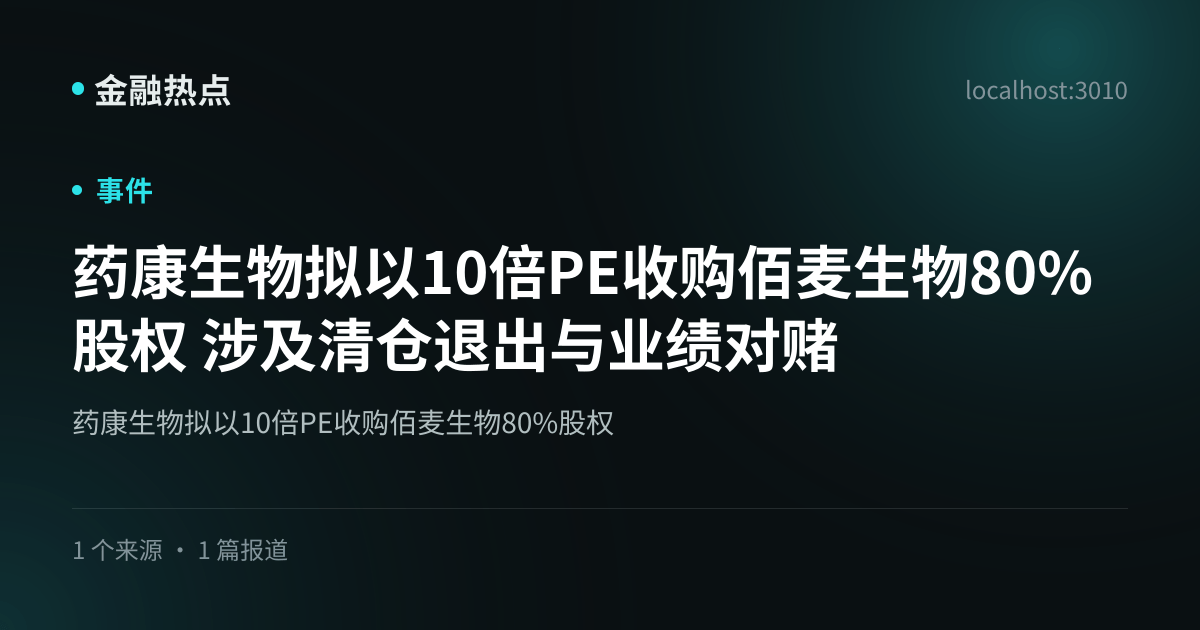 金融热点
localhost:3010
事件
药康生物拟以10倍PE收购佰麦生物80%
股权 涉及清仓退出与业绩对赌
药康生物拟以10倍PE收购佰麦生物80%股权
1 个来源 · 1 篇报道